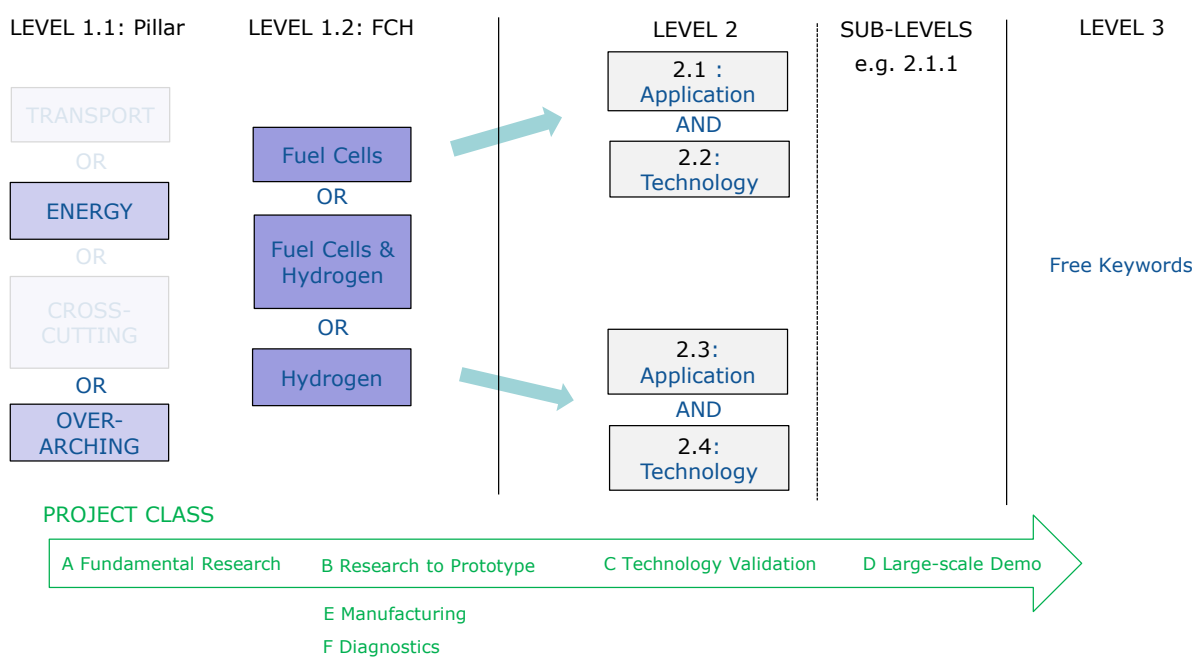 LEVEL 1.1: Pillar
TRANSPORT
OR
ENERGY
OR
CROSS-
CUTTING
OR
OVER-
ARCHING
LEVEL 1.2: FCH
Fuel Cells
OR
Fuel Cells &
Hydrogen
OR
Hydrogen
LEVEL 2
2.1 :
Application
AND
2.2:
Technology
2.3:
Application
AND
2.4:
Technology
SUB-LEVELS
e.g. 2.1.1
LEVEL 3
Free Keywords
PROJECT CLASS
A Fundamental Research
B Research to Prototype
C Technology Validation
D Large-scale Demo
E Manufacturing
F Diagnostics